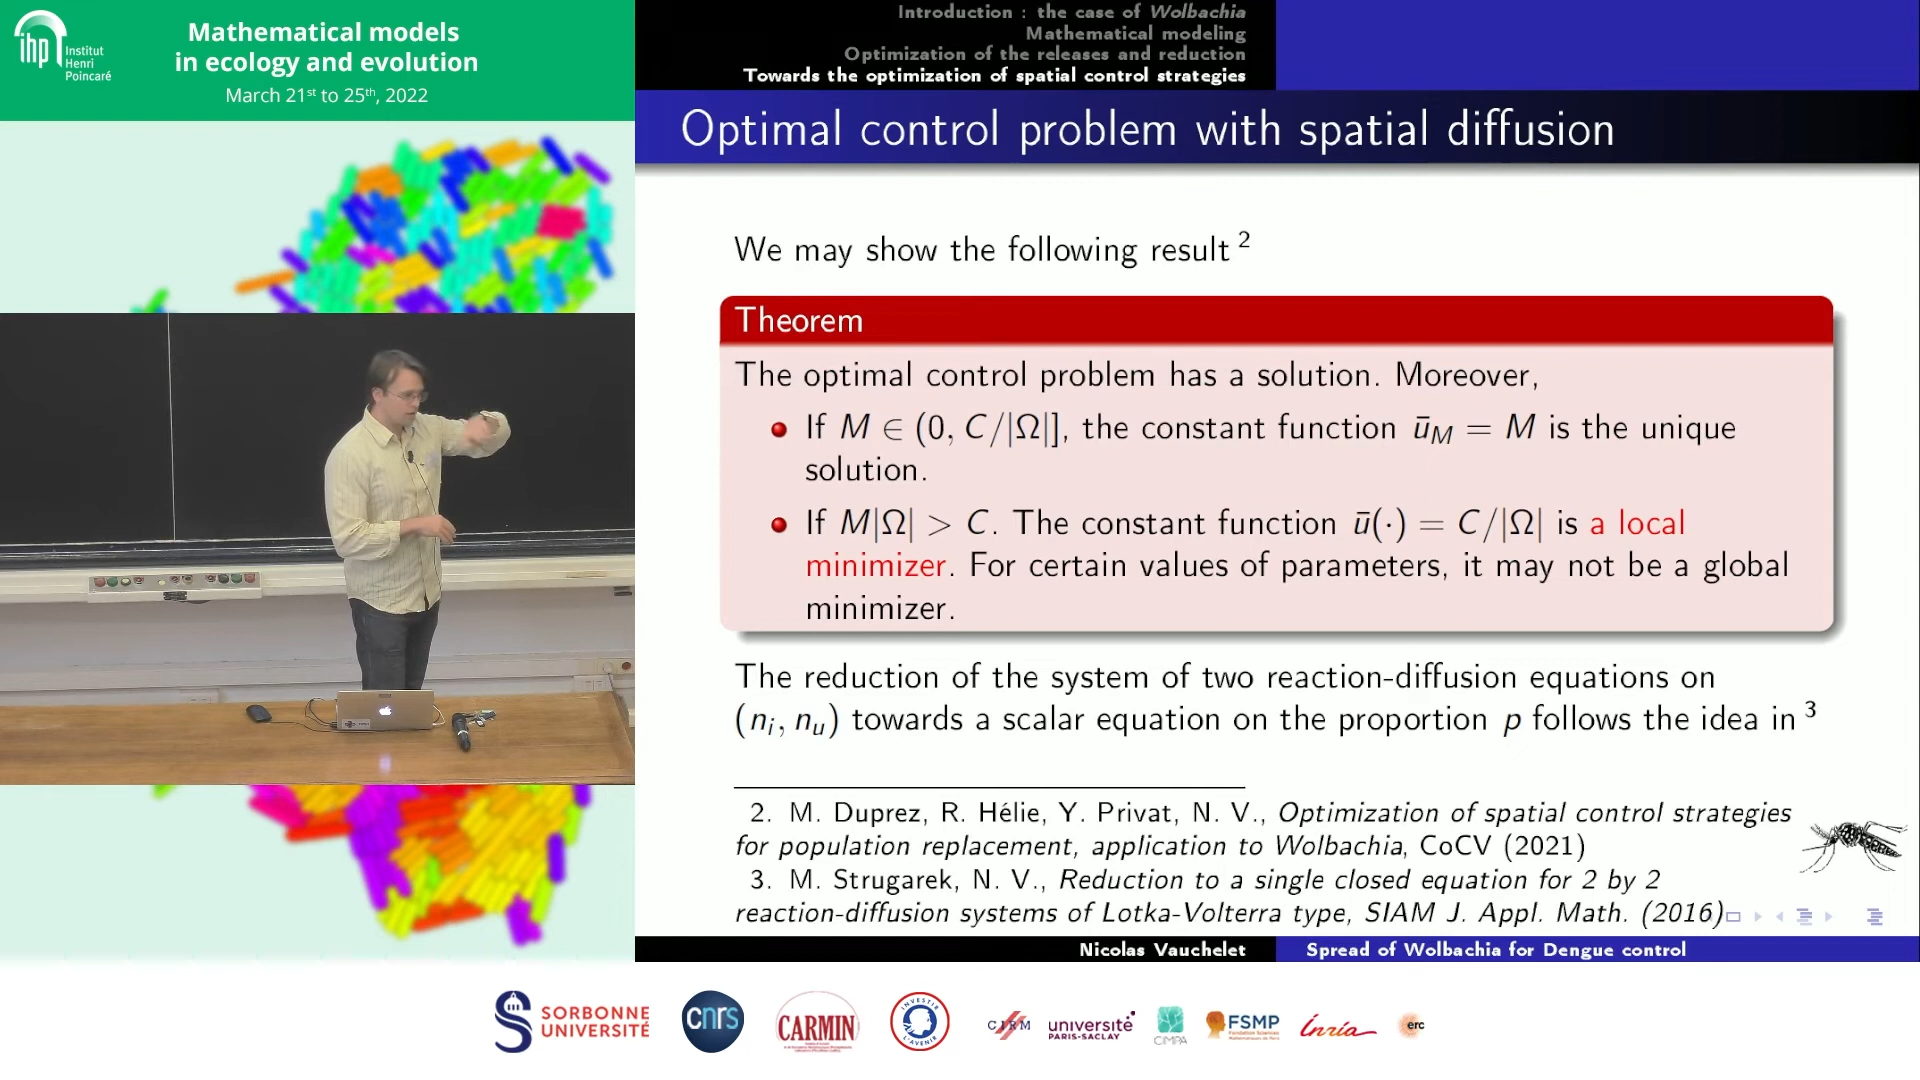 ihp Institut
Henri
Poincaré
Mathematical models
in ecology and evolution
March 21st to 25th, 2022
Introduction : the case of Wolbachia
Mathematical modeling
Optimization of the releases and reduction
Towards the optimization of spatial control strategies
Optimal control problem with spatial diffusion
We may show the following result 2
Theorem
The optimal control problem has a solution. Moreover,
If M ∈ (0, C/|Ω|], the constant function ūM = M is the unique
solution.
If M|Ω| > C. The constant function ū(·) = C/|Ω| is a local
minimizer. For certain values of parameters, it may not be a global
minimizer.
The reduction of the system of two reaction-diffusion equations on
(ni, nu) towards a scalar equation on the proportion p follows the idea in 3
2. M. Duprez, R. Hélie, Y. Privat, N. V., Optimization of spatial control strategies
for population replacement, application to Wolbachia, CoCV (2021)
3. M. Strugarek, N. V., Reduction to a single closed equation for 2 by 2
reaction-diffusion systems of Lotka-Volterra type, SIAM J. Appl. Math. (2016)
Nicolas Vauchelet
Spread of Wolbachia for Dengue control
SORBONNE
UNIVERSITÉ
cnrs
CARMIN
INVESTIR
L'AVENIR
CIRM
université
PARIS-SACLAY
CIMPA
FSMP
Inria
erc